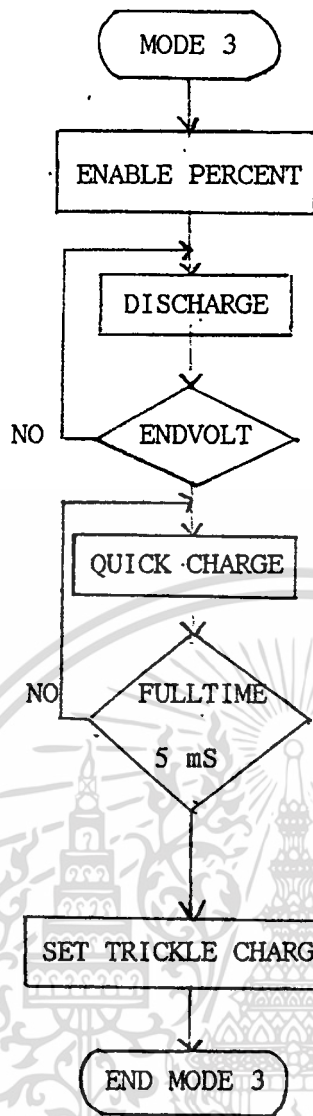 MODE 3
ENABLE PERCENT
DISCHARGE
NO
ENDVOLT
QUICK CHARGE
NO
FULLTIME
5 mS
SET TRICKLE CHARG
END MODE 3